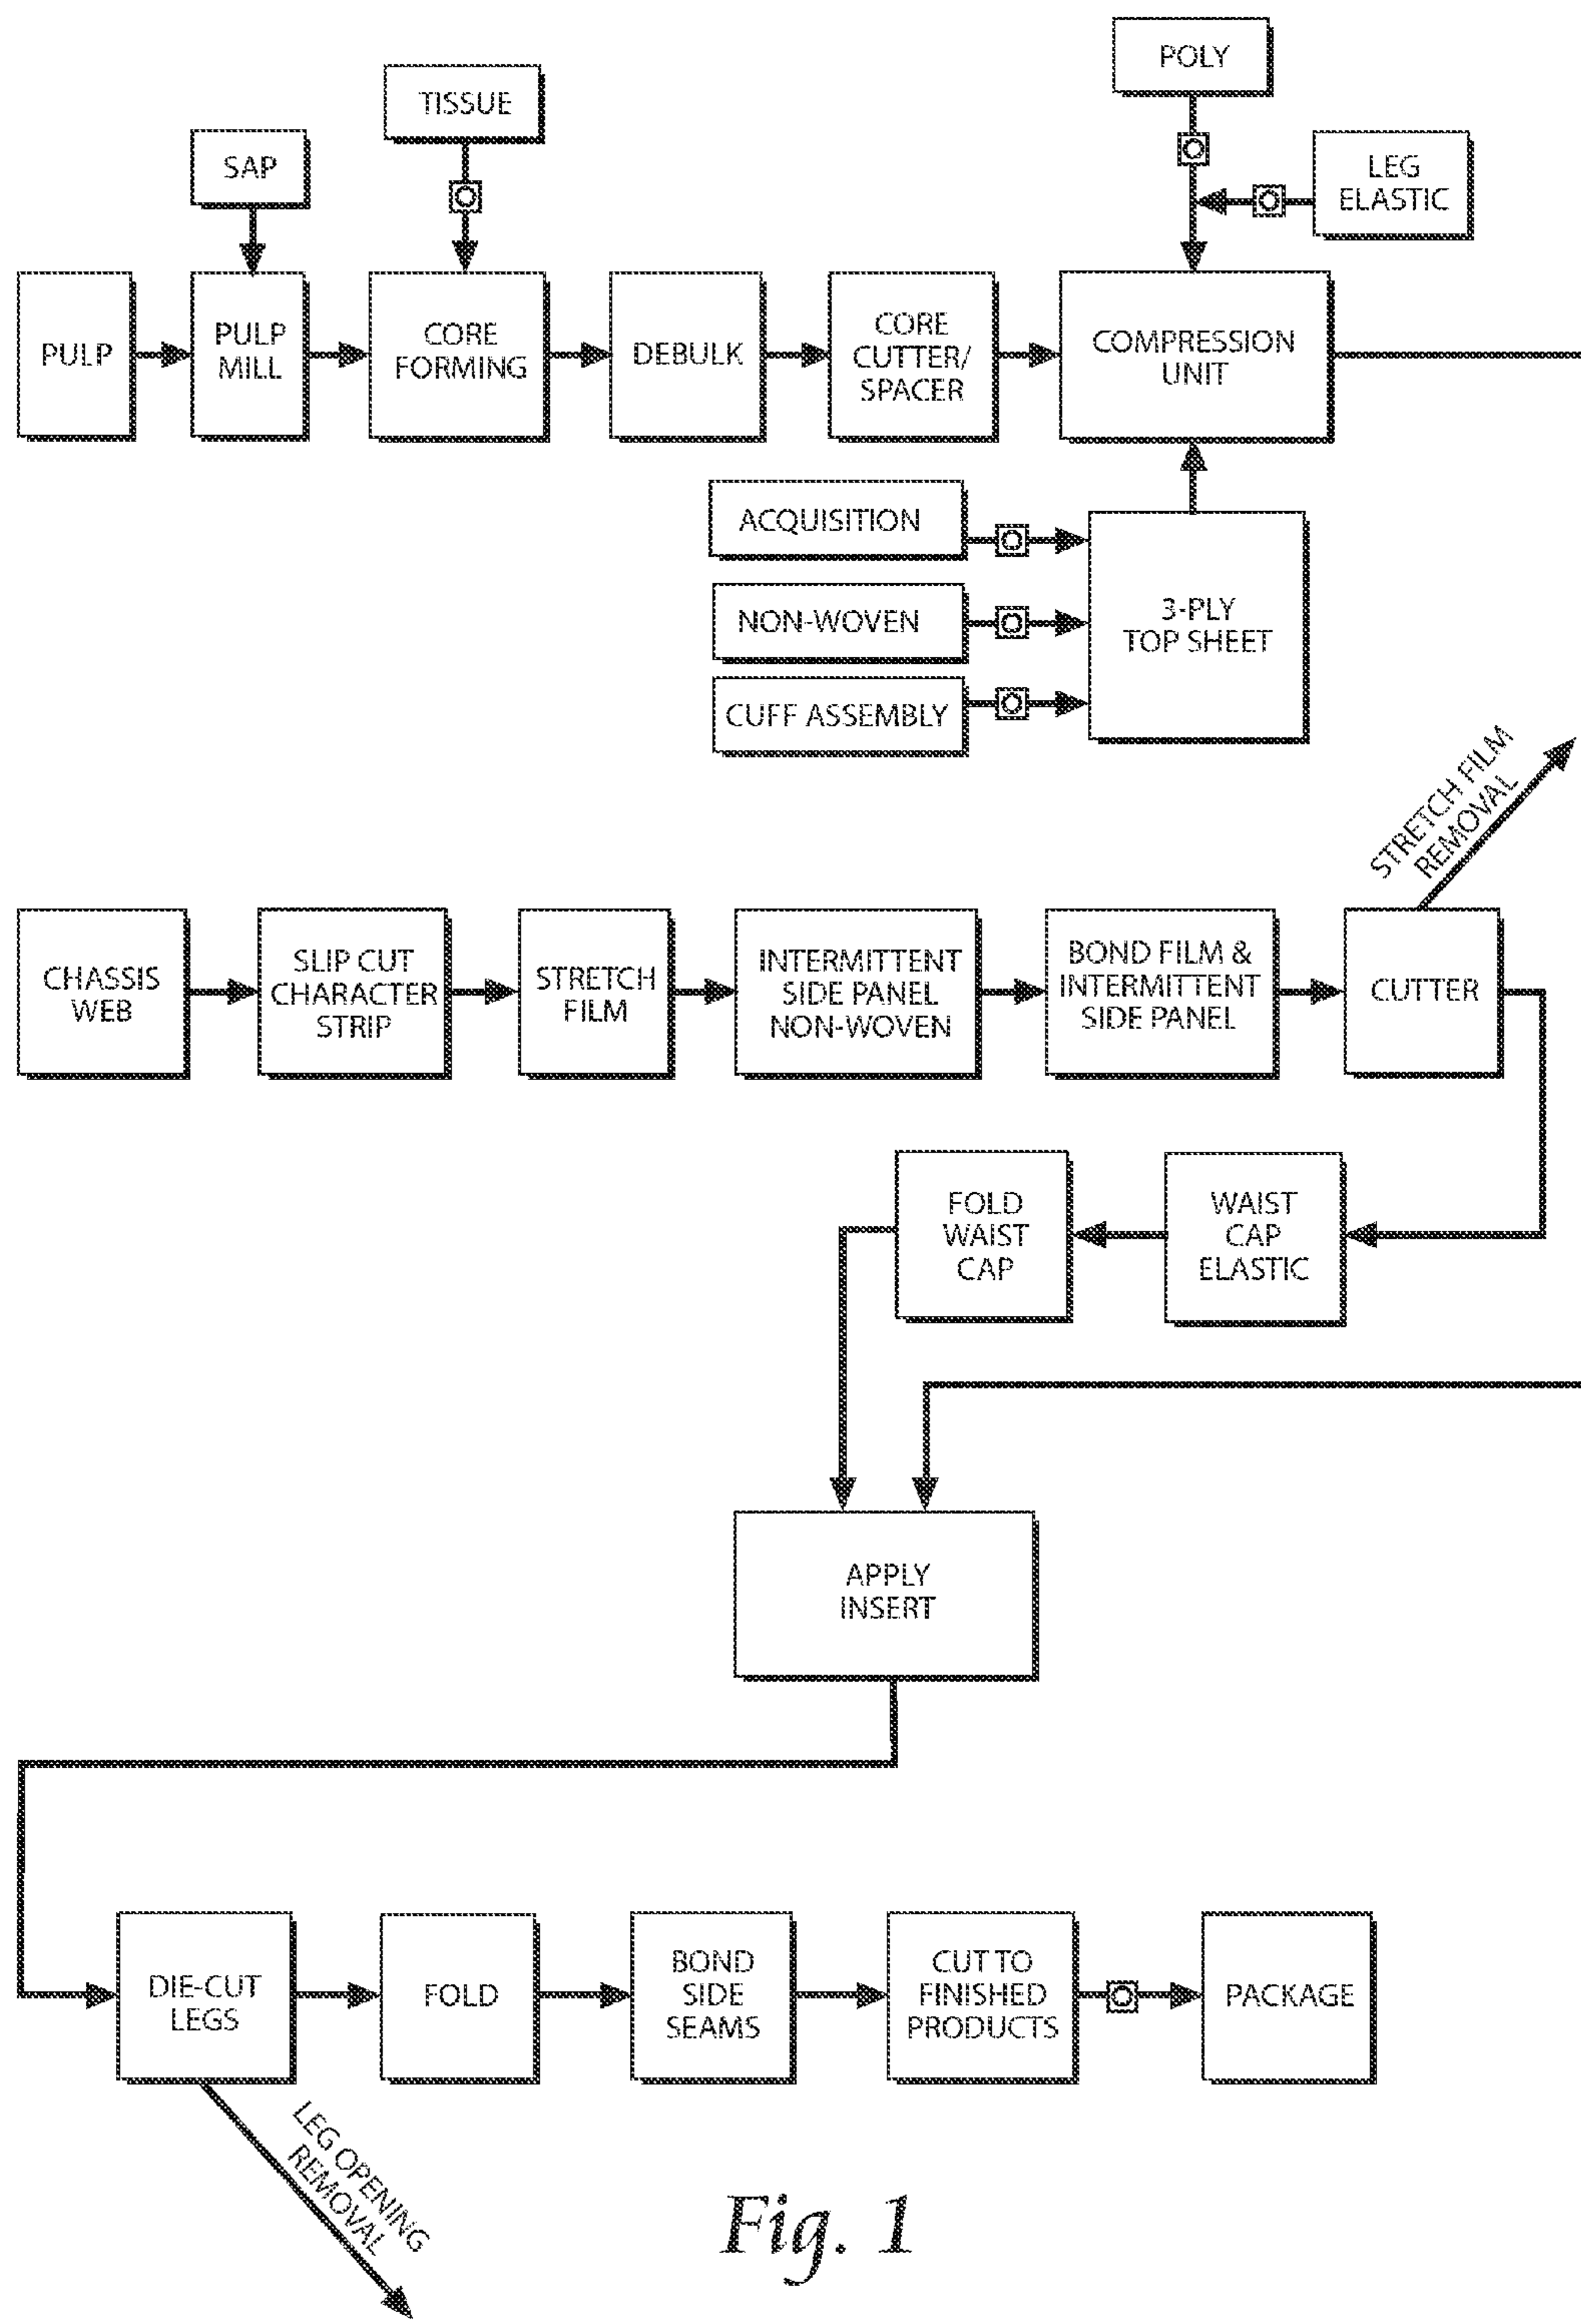 POLY
TISSUE
SAP
LEG
ELASTIC
PULP
PULP
MILL
CORE
FORMING
DEBULK
CORE
CUTTER/
SPACER
COMPRESSION
UNIT
ACQUISITION
NON-WOVEN
CUFF ASSEMBLY
3-PLY
TOP SHEET
STRETCH FILM
REMOVAL
CHASSIS
WEB
SLIP CUT
CHARACTER
STRIP
STRETCH
FILM
INTERMITTENT
SIDE PANEL
NON-WOVEN
BOND FILM &
INTERMITTENT
SIDE PANEL
CUTTER
FOLD
WAIST
CAP
WAIST
CAP
ELASTIC
APPLY
INSERT
DIE-CUT
LEGS
FOLD
BOND
SIDE
SEAMS
CUT TO
FINISHED
PRODUCTS
PACKAGE
LEG OPENING
REMOVAL
Fig. 1